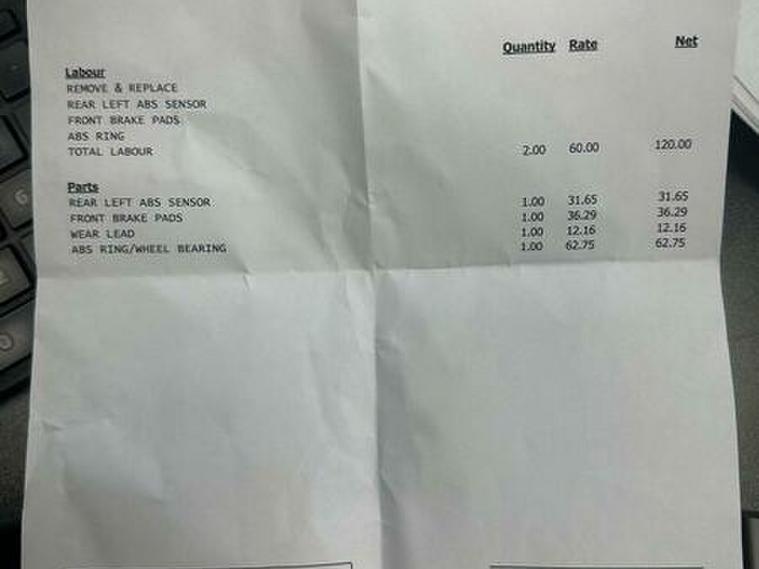 Quantity Rate Net
Labour
REMOVE & REPLACE
REAR LEFT ABS SENSOR
FRONT BRAKE PADS
ABS RING
TOTAL LABOUR 2.00 60.00 120.00
Parts
REAR LEFT ABS SENSOR 1.00 31.65 31.65
FRONT BRAKE PADS 1.00 36.29 36.29
WEAR LEAD 1.00 12.16 12.16
ABS RING/WHEEL BEARING 1.00 62.75 62.75